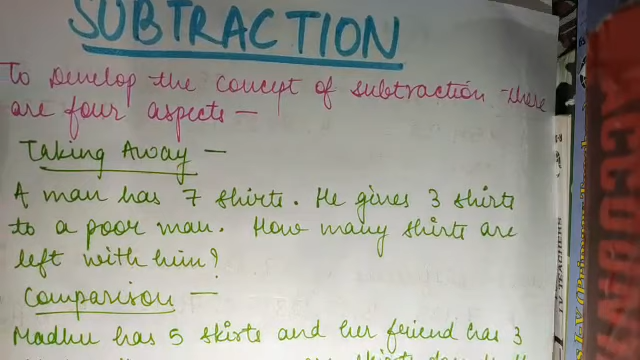 SUBTRACTION
To Develop the concept of subtraction there
are four aspects —
Taking Away —
A man has 7 shirts. He gives 3 shirts
to a poor man. How many shirts are
left with him?
Comparison —
Madhu has 5 skirts and her friend has 3
TEACHERS
ACCOUN